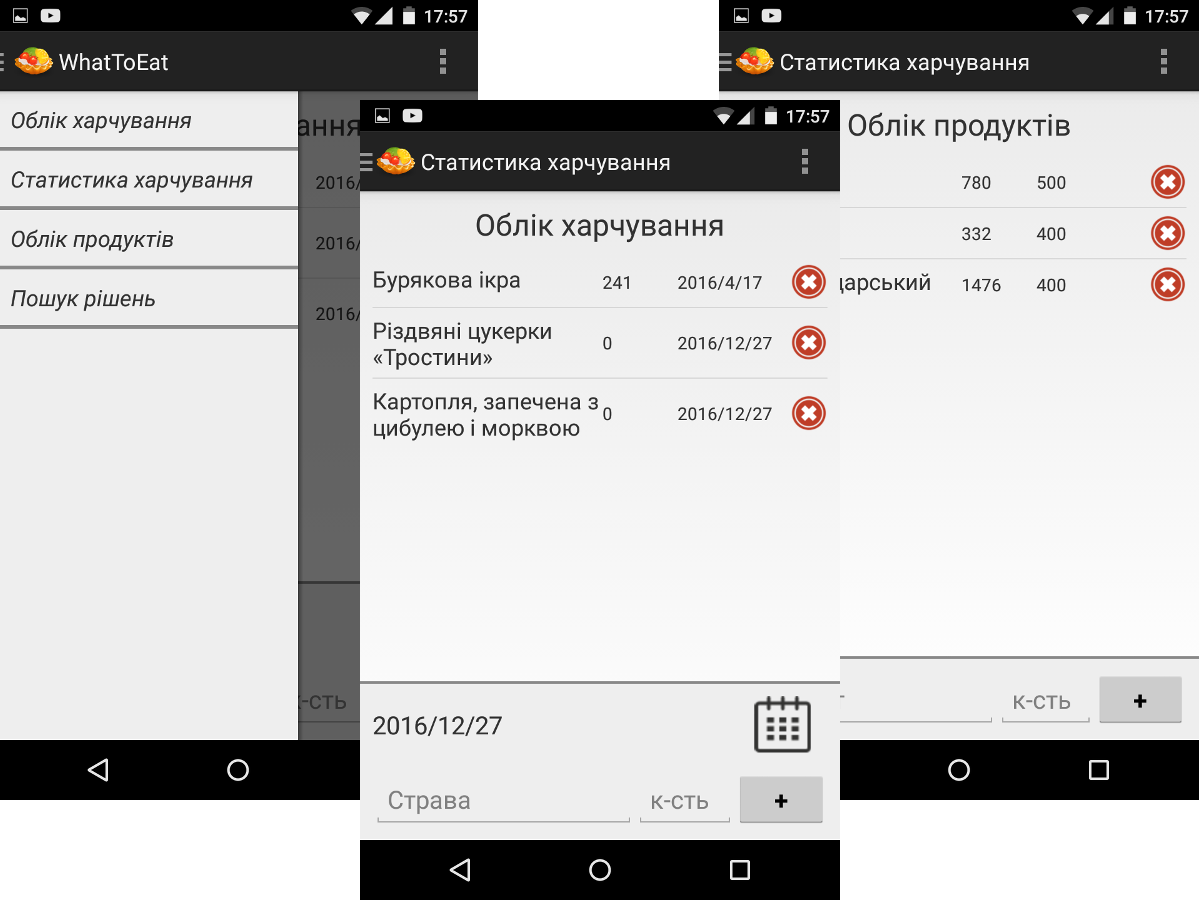 17:57
WhatToEat
Облік харчування
Статистика харчування
Облік продуктів
Пошук рішень
2016/
2016/
2016/
к-сть
17:57
Статистика харчування
Облік харчування
Бурякова ікра 241 2016/4/17
Різдвяні цукерки
«Тростини» 0 2016/12/27
Картопля, запечена з
цибулею і морквою 0 2016/12/27
2016/12/27
Страва к-сть +
17:57
Статистика харчування
Облік продуктів
780 500
332 400
дарський 1476 400
к-сть +